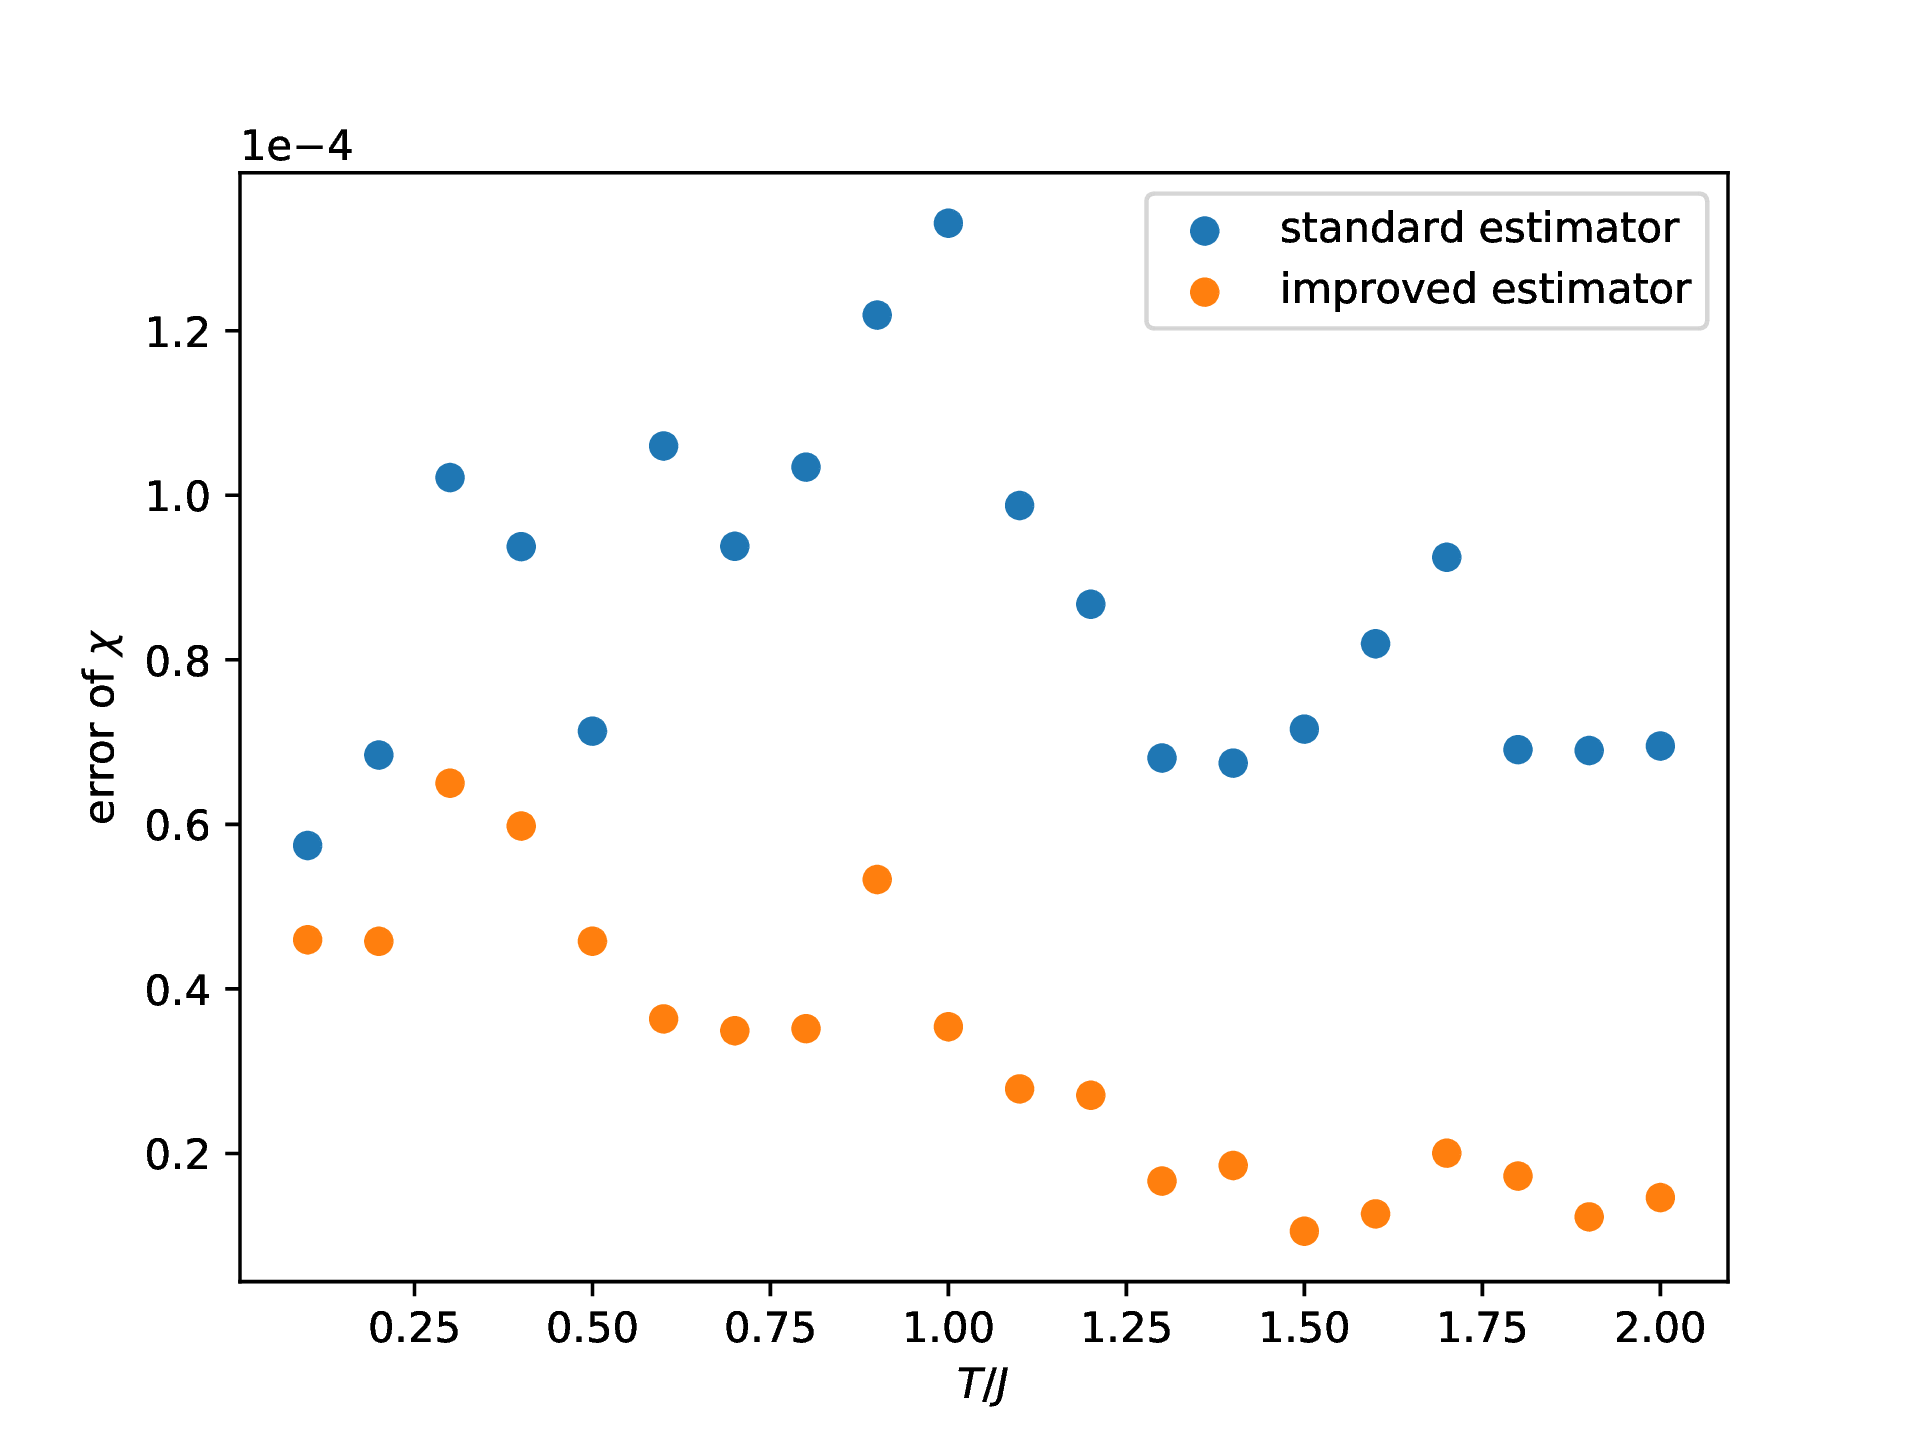 1e−4
standard estimator
improved estimator
1.2
1.0
0.8
0.6
0.4
0.2
error of χ
0.25 0.50 0.75 1.00 1.25 1.50 1.75 2.00
T/J